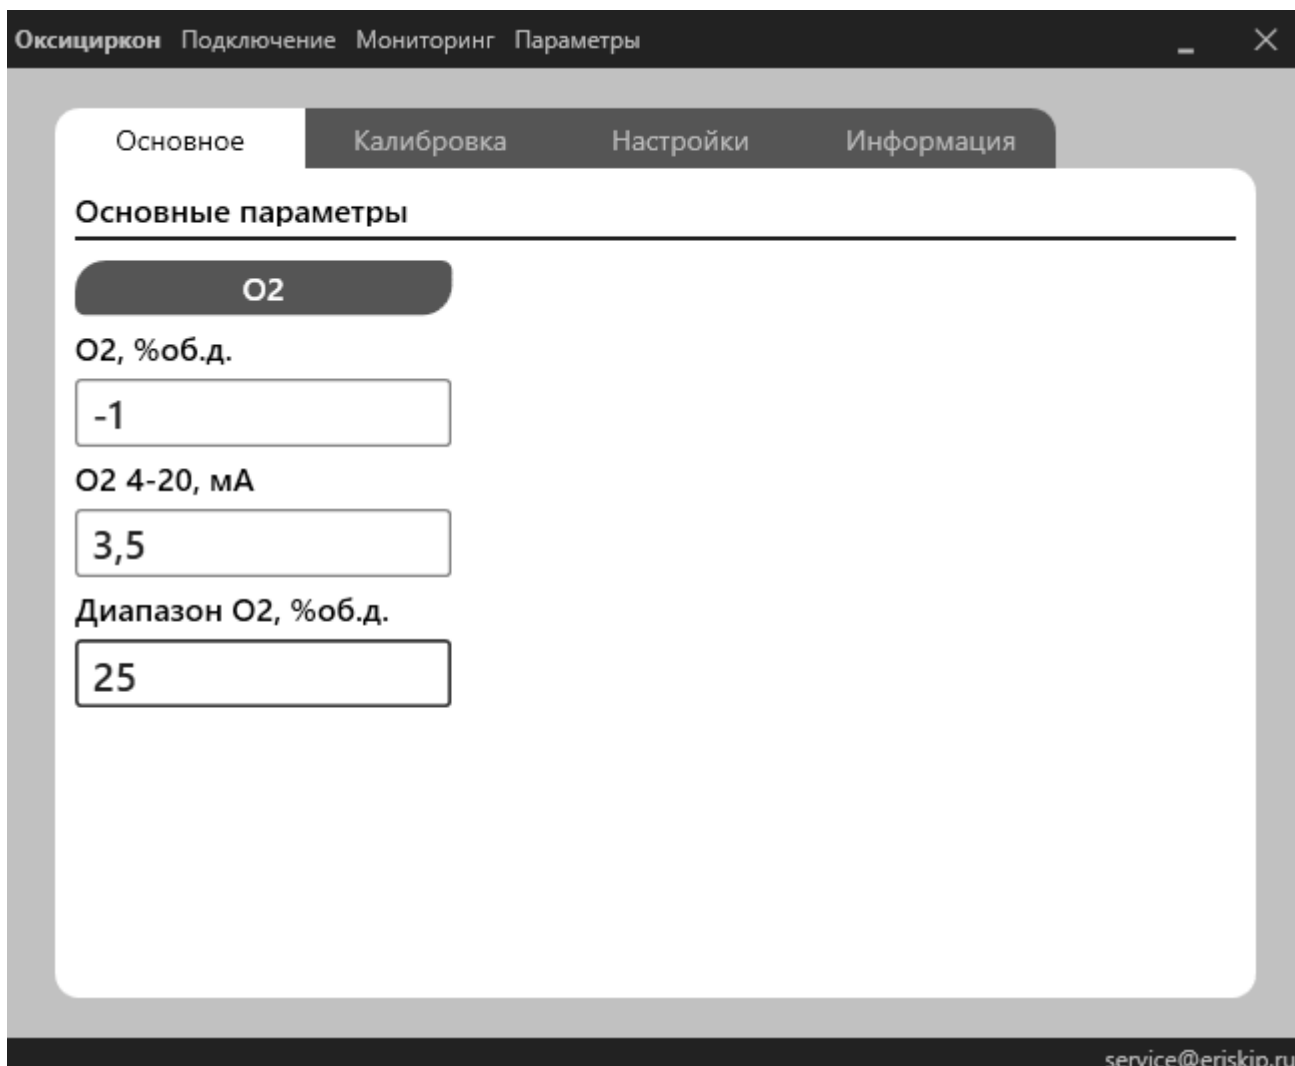 Оксициркон Подключение Мониторинг Параметры
Основное Калибровка Настройки Информация
Основные параметры
O2
O2, %об.д.
-1
O2 4-20, мА
3,5
Диапазон O2, %об.д.
25
service@eriskip.ru